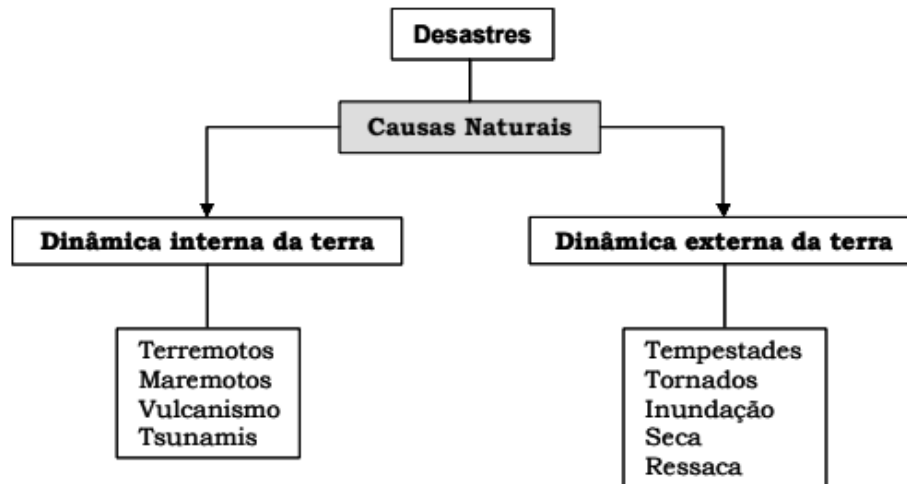 Desastres
Causas Naturais
Dinâmica interna da terra
Dinâmica externa da terra
Terremotos
Maremotos
Vulcanismo
Tsunamis
Tempestades
Tornados
Inundação
Seca
Ressaca